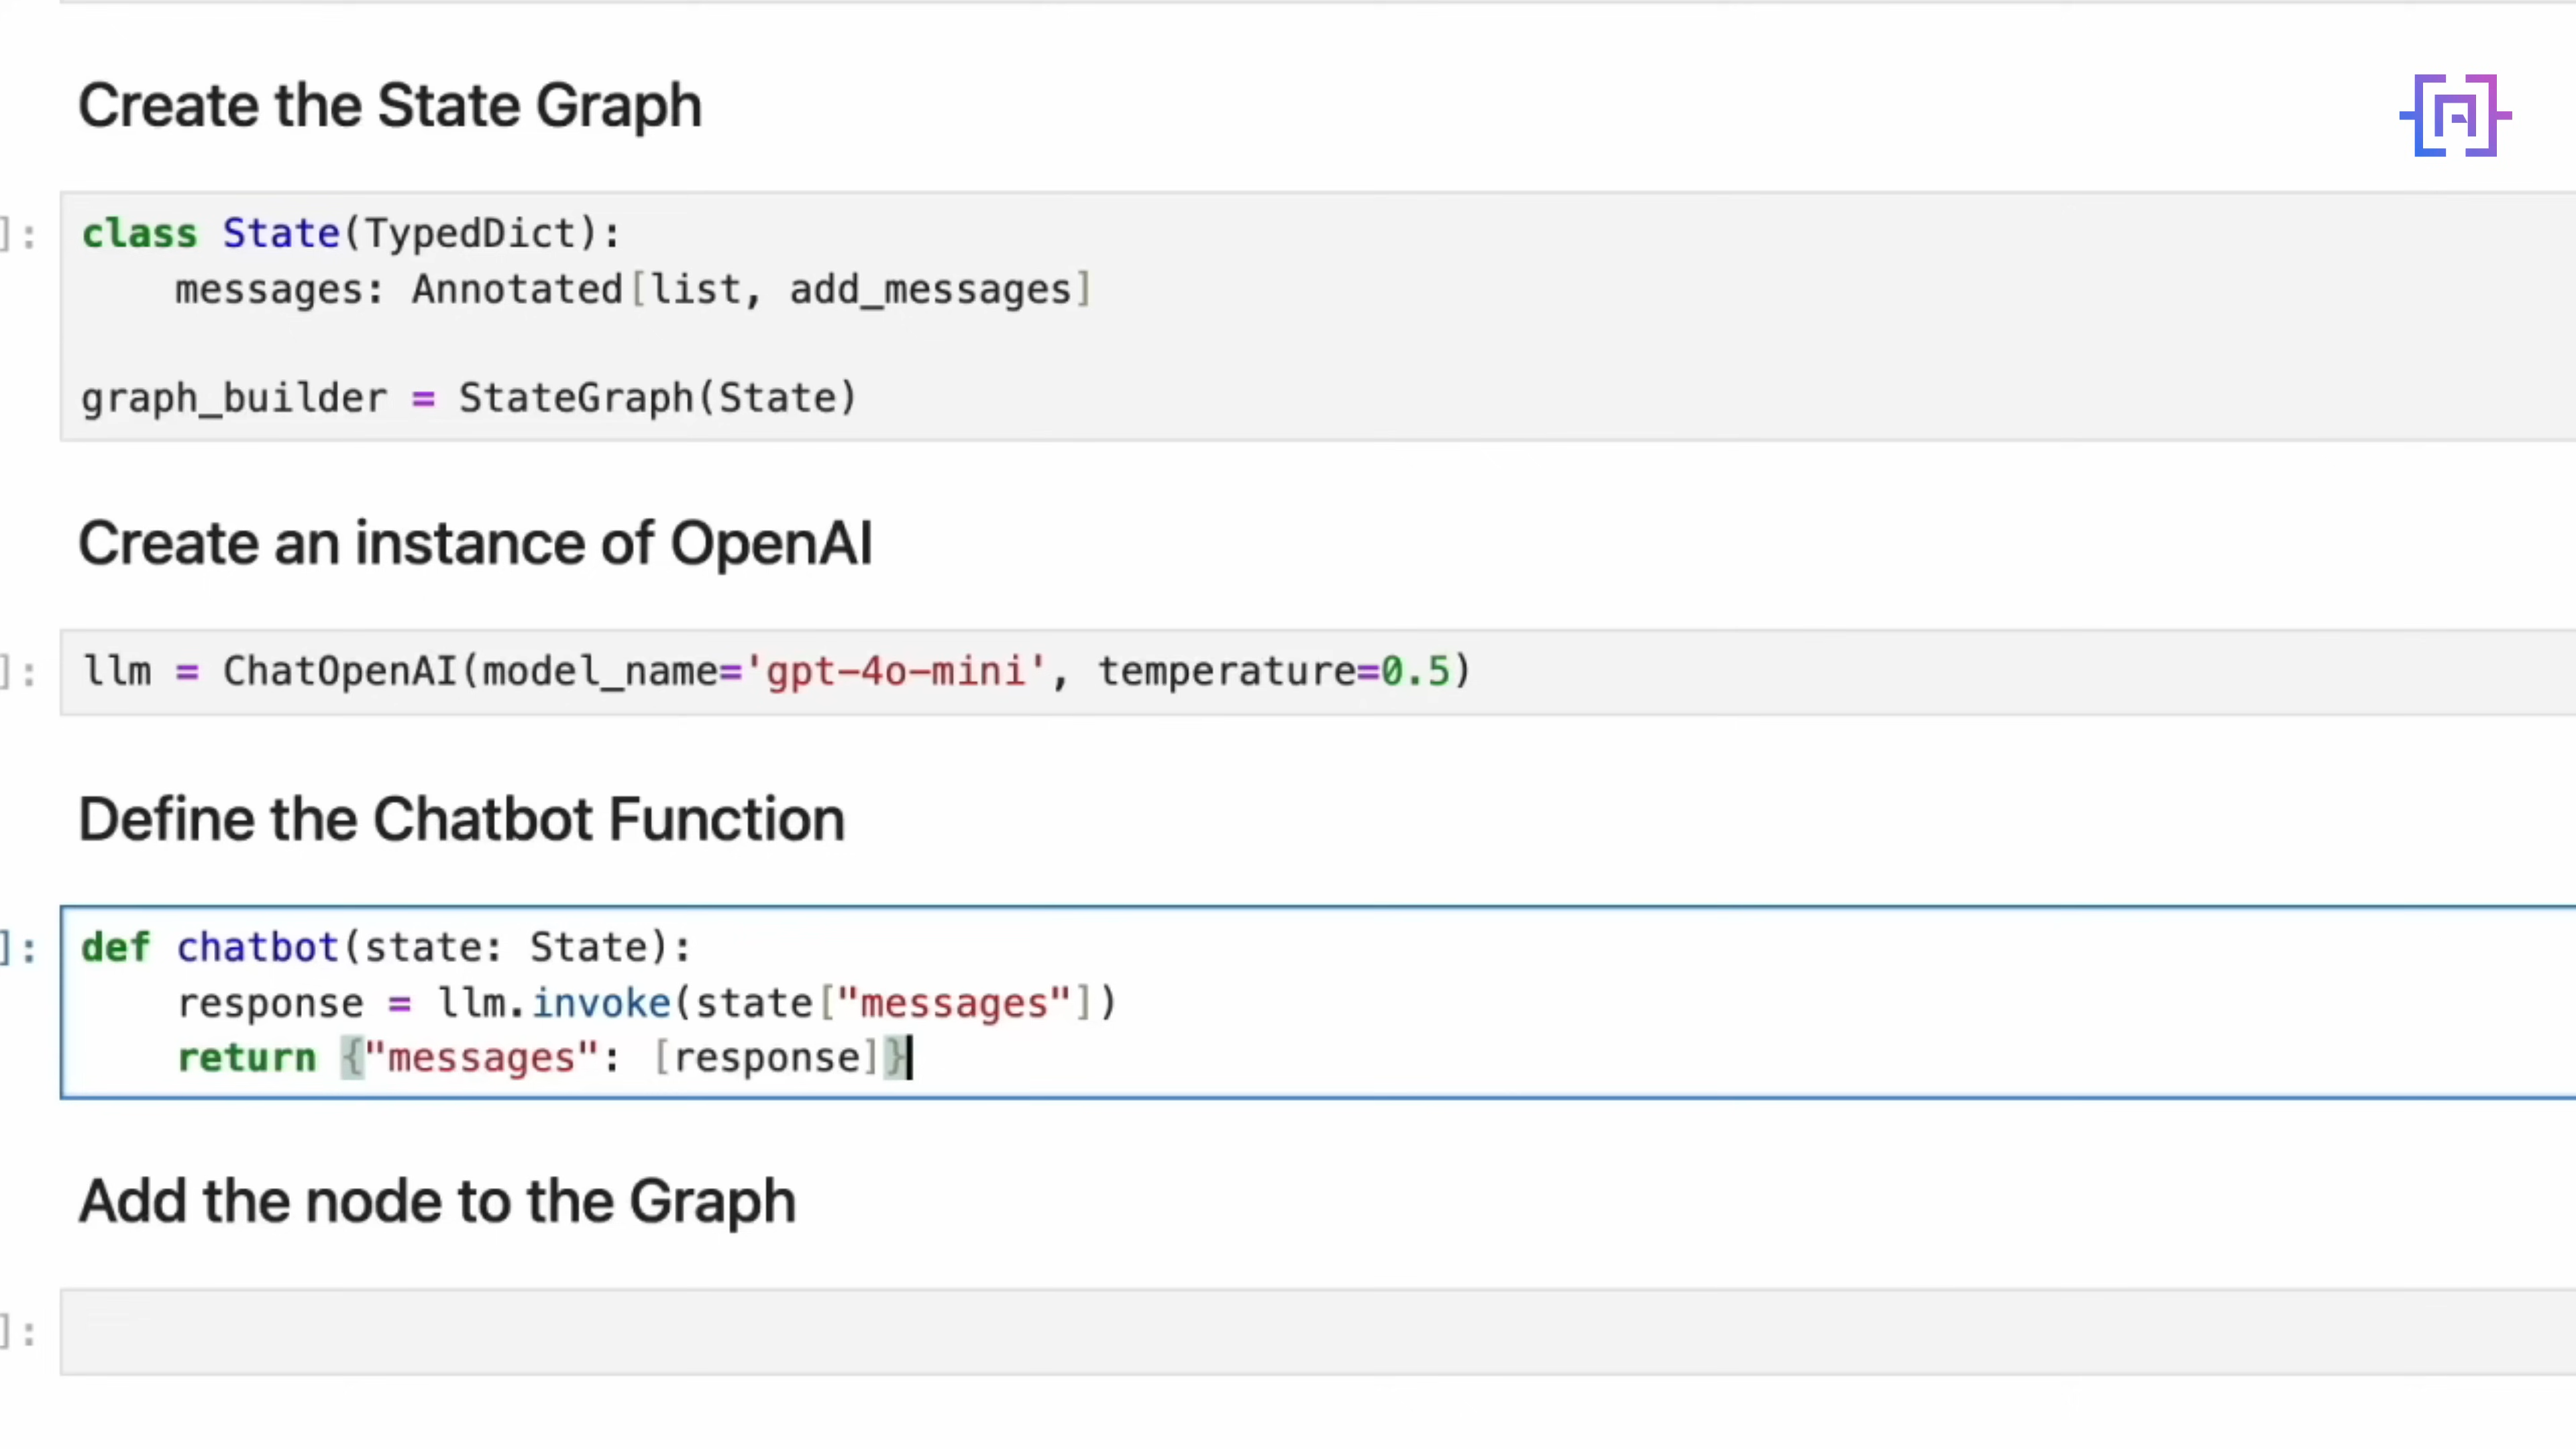 Create the State Graph
]:
class State(TypedDict):
    messages: Annotated[list, add_messages]
graph_builder = StateGraph(State)
Create an instance of OpenAI
]:
llm = ChatOpenAI(model_name='gpt-4o-mini', temperature=0.5)
Define the Chatbot Function
]:
def chatbot(state: State):
    response = llm.invoke(state["messages"])
    return {"messages": [response]}
Add the node to the Graph
]: